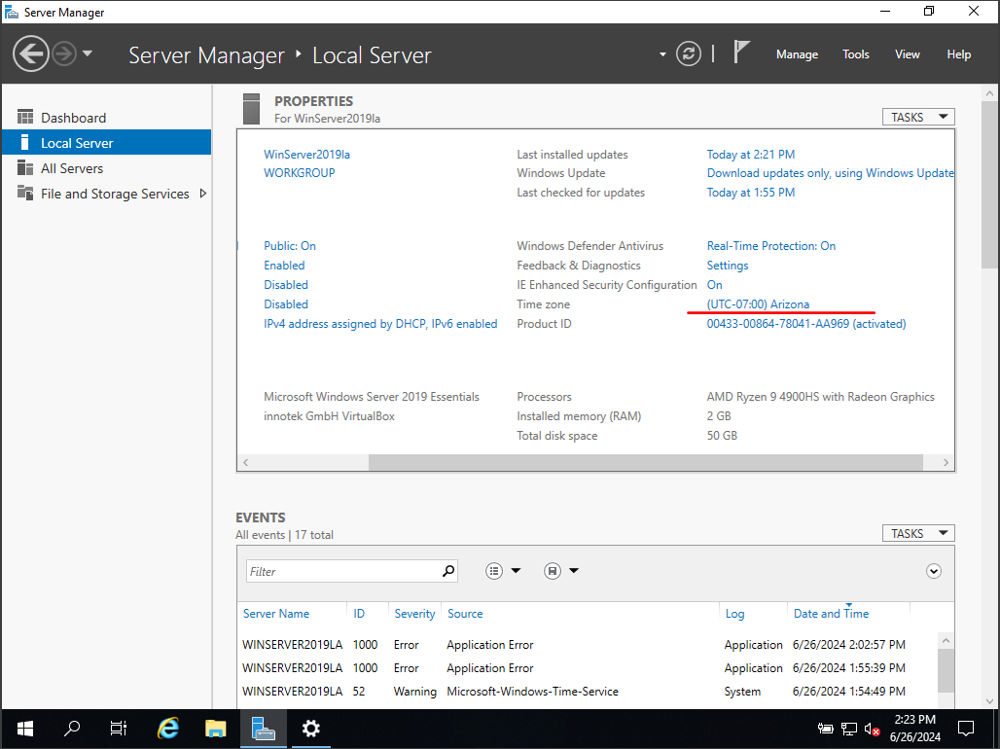 Server Manager
Server Manager ‣ Local Server
Manage Tools View Help
Dashboard
Local Server
All Servers
File and Storage Services
PROPERTIES
For WinServer2019la
TASKS
WinServer2019la Last installed updates Today at 2:21 PM
WORKGROUP Windows Update Download updates only, using Windows Update
Last checked for updates Today at 1:55 PM
Public: On Windows Defender Antivirus Real-Time Protection: On
Enabled Feedback & Diagnostics Settings
Disabled IE Enhanced Security Configuration On
Disabled Time zone (UTC-07:00) Arizona
IPv4 address assigned by DHCP, IPv6 enabled Product ID 00433-00864-78041-AA969 (activated)
Microsoft Windows Server 2019 Essentials Processors AMD Ryzen 9 4900HS with Radeon Graphics
innotek GmbH VirtualBox Installed memory (RAM) 2 GB
Total disk space 50 GB
EVENTS
All events | 17 total
TASKS
Filter
Server Name ID Severity Source Log Date and Time
WINSERVER2019LA 1000 Error Application Error Application 6/26/2024 2:02:57 PM
WINSERVER2019LA 1000 Error Application Error Application 6/26/2024 1:55:39 PM
WINSERVER2019LA 52 Warning Microsoft-Windows-Time-Service System 6/26/2024 1:54:49 PM
2:23 PM
6/26/2024